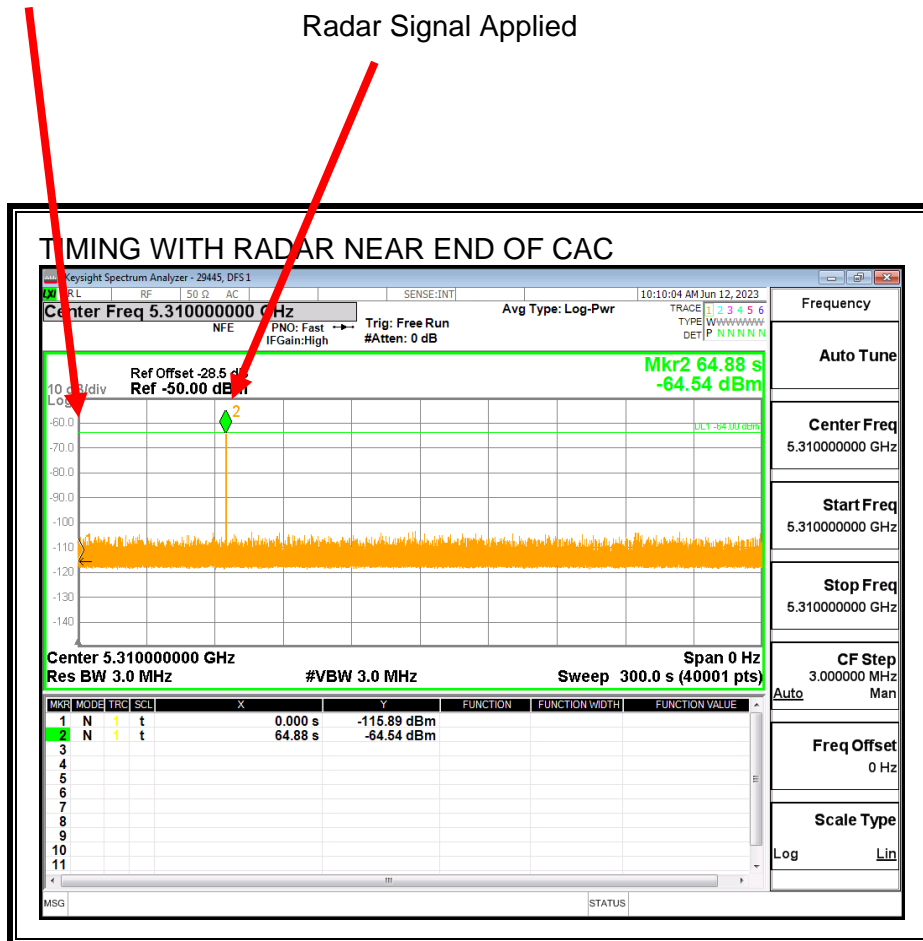 Radar Signal Applied
TIMING WITH RADAR NEAR END OF CAC
Keysight Spectrum Analyzer - 29445, DFS 1
LXI RL RF 50 Ω AC SENSE:INT 10:10:04 AM Jun 12, 2023
Center Freq 5.310000000 GHz
NFE
PNO: Fast
IFGain:High
Trig: Free Run
#Atten: 0 dB
Avg Type: Log-Pwr
TRACE 1 2 3 4 5 6
TYPE WWWWWW
DET P N N N N N
Mkr2 64.88 s
-64.54 dBm
Ref Offset -28.5 dB
10 dB/div Ref -50.00 dBm
Log
2
DL1 -64.00 dBm
-60.0
-70.0
-80.0
-90.0
-100
1
-110
-120
-130
-140
Center 5.310000000 GHz Span 0 Hz
Res BW 3.0 MHz #VBW 3.0 MHz Sweep 300.0 s (40001 pts)
MKR MODE TRC SCL X Y FUNCTION FUNCTION WIDTH FUNCTION VALUE
1 N 1 t 0.000 s -115.89 dBm
2 N 1 t 64.88 s -64.54 dBm
3
4
5
6
7
8
9
10
11
MSG STATUS
Frequency
Auto Tune
Center Freq
5.310000000 GHz
Start Freq
5.310000000 GHz
Stop Freq
5.310000000 GHz
CF Step
3.000000 MHz
Auto Man
Freq Offset
0 Hz
Scale Type
Log Lin